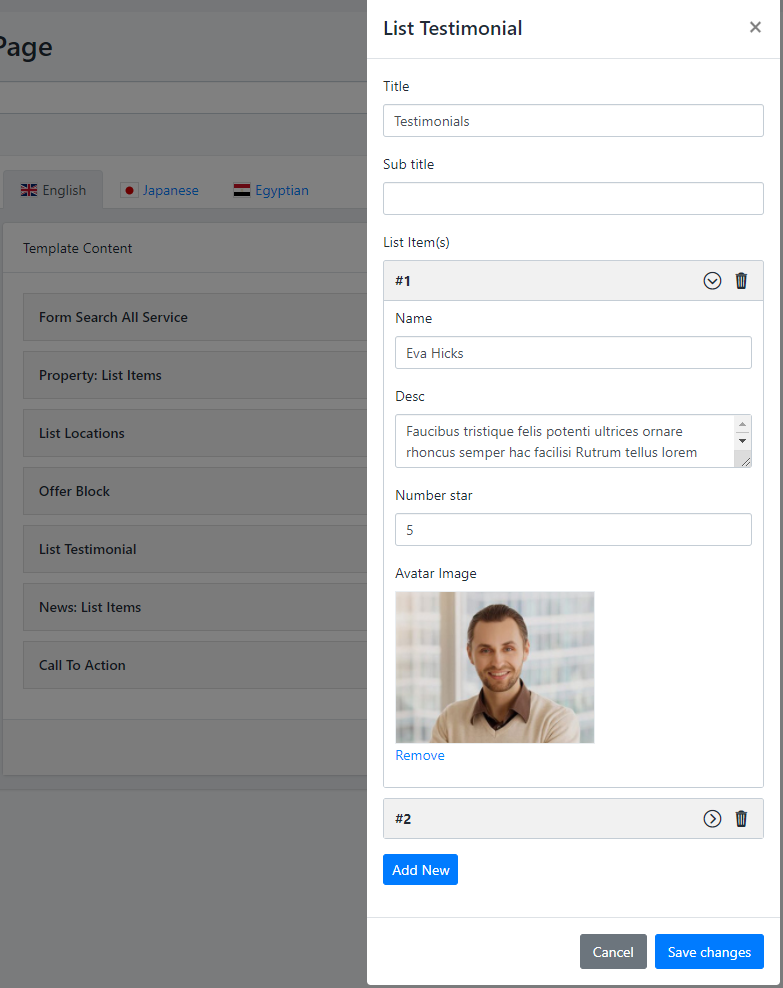 Page
English
Japanese
Egyptian
Template Content
Form Search All Service
Property: List Items
List Locations
Offer Block
List Testimonial
News: List Items
Call To Action
List Testimonial
×
Title
Testimonials
Sub title
List Item(s)
#1
Name
Eva Hicks
Desc
Faucibus tristique felis potenti ultrices ornare
rhoncus semper hac facilisi Rutrum tellus lorem
Number star
5
Avatar Image
Remove
#2
Add New
Cancel
Save changes